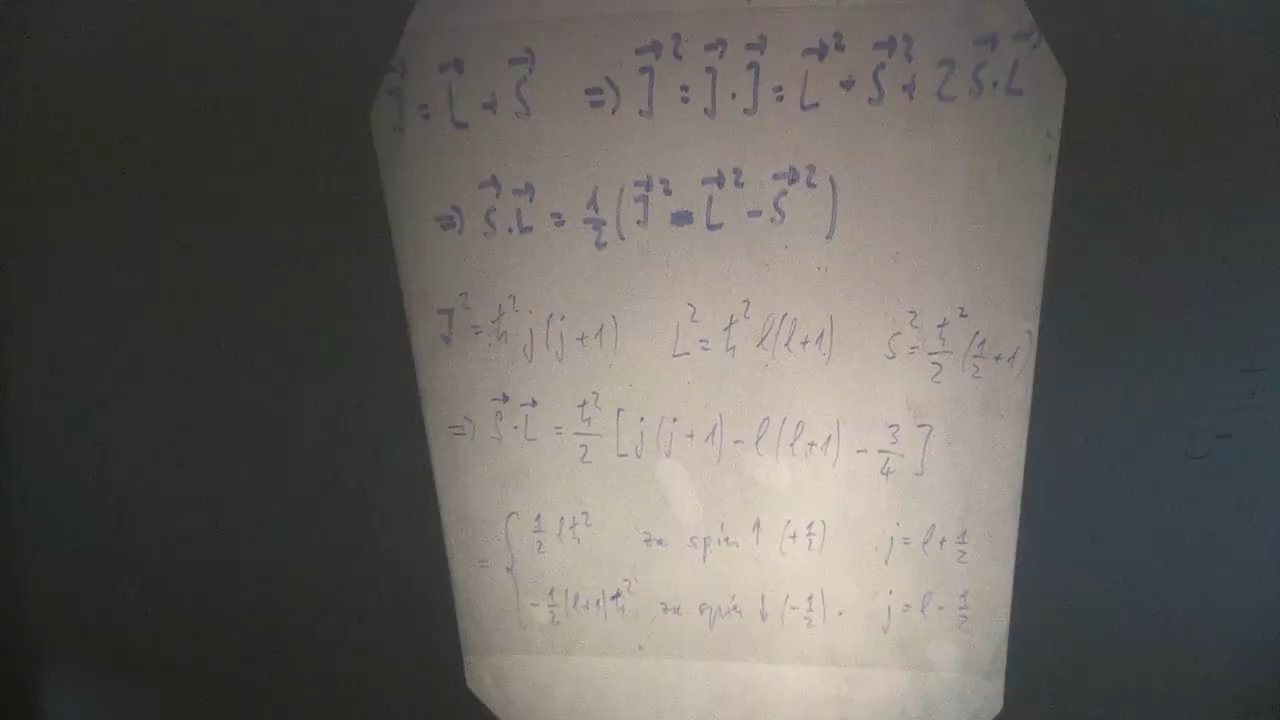 J⃗ = L⃗ + S⃗ ⇒ J⃗² = J⃗·J⃗ = L⃗² + S⃗² + 2 S⃗·L⃗
⇒ S⃗·L⃗ = 1/2 (J⃗² - L⃗² - S⃗²)
J² = ℏ² j(j+1) L² = ℏ² l(l+1) S² = ℏ²/2 (1/2 + 1)
⇒ S⃗·L⃗ = ℏ²/2 [j(j+1) - l(l+1) - 3/4]
= { 1/2 l ℏ² za spin ↑ (+1/2) j = l + 1/2
-1/2 (l+1) ℏ² za spin ↓ (-1/2). j = l - 1/2